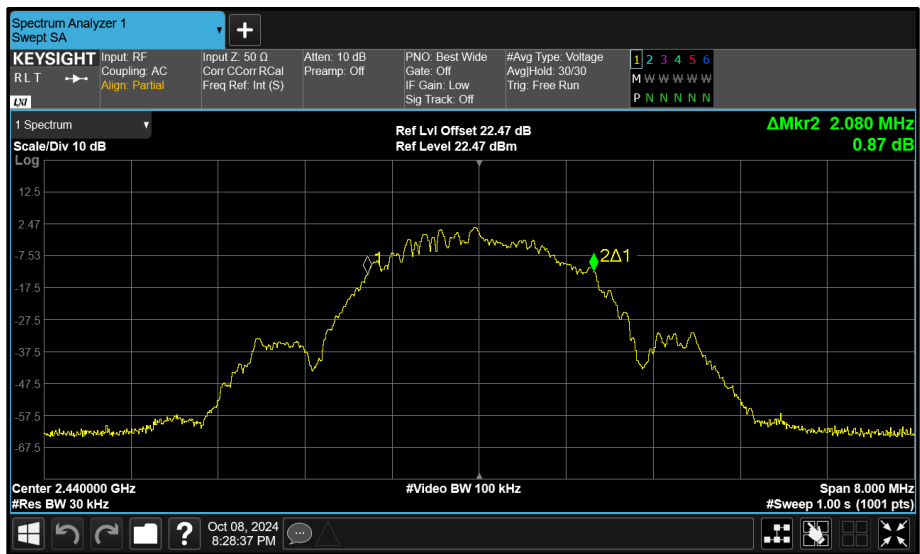 Spectrum Analyzer 1
Swept SA
KEYSIGHT
R L T
LXI
Input: RF
Coupling: AC
Align: Partial
Input Z: 50 Ω
Corr CCorr RCal
Freq Ref: Int (S)
Atten: 10 dB
Preamp: Off
PNO: Best Wide
Gate: Off
IF Gain: Low
Sig Track: Off
#Avg Type: Voltage
Avg|Hold: 30/30
Trig: Free Run
1 2 3 4 5 6
M W W W W W
P N N N N N
1 Spectrum
Scale/Div 10 dB
Ref Lvl Offset 22.47 dB
Ref Level 22.47 dBm
ΔMkr2 2.080 MHz
0.87 dB
Log
12.5
2.47
-7.53
-17.5
-27.5
-37.5
-47.5
-57.5
-67.5
1
2Δ1
Center 2.440000 GHz
#Res BW 30 kHz
#Video BW 100 kHz
Span 8.000 MHz
#Sweep 1.00 s (1001 pts)
?
Oct 08, 2024
8:28:37 PM